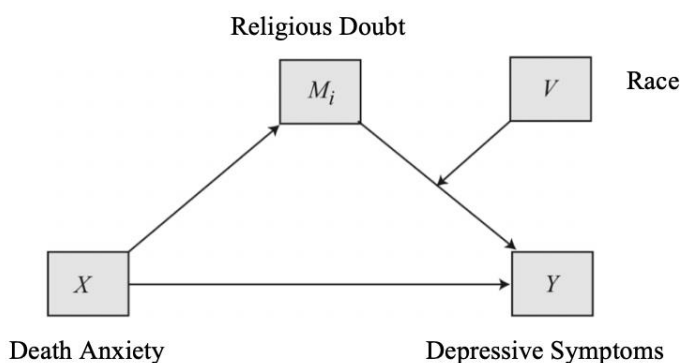 Religious Doubt
M_i
V
Race
X
Y
Death Anxiety
Depressive Symptoms